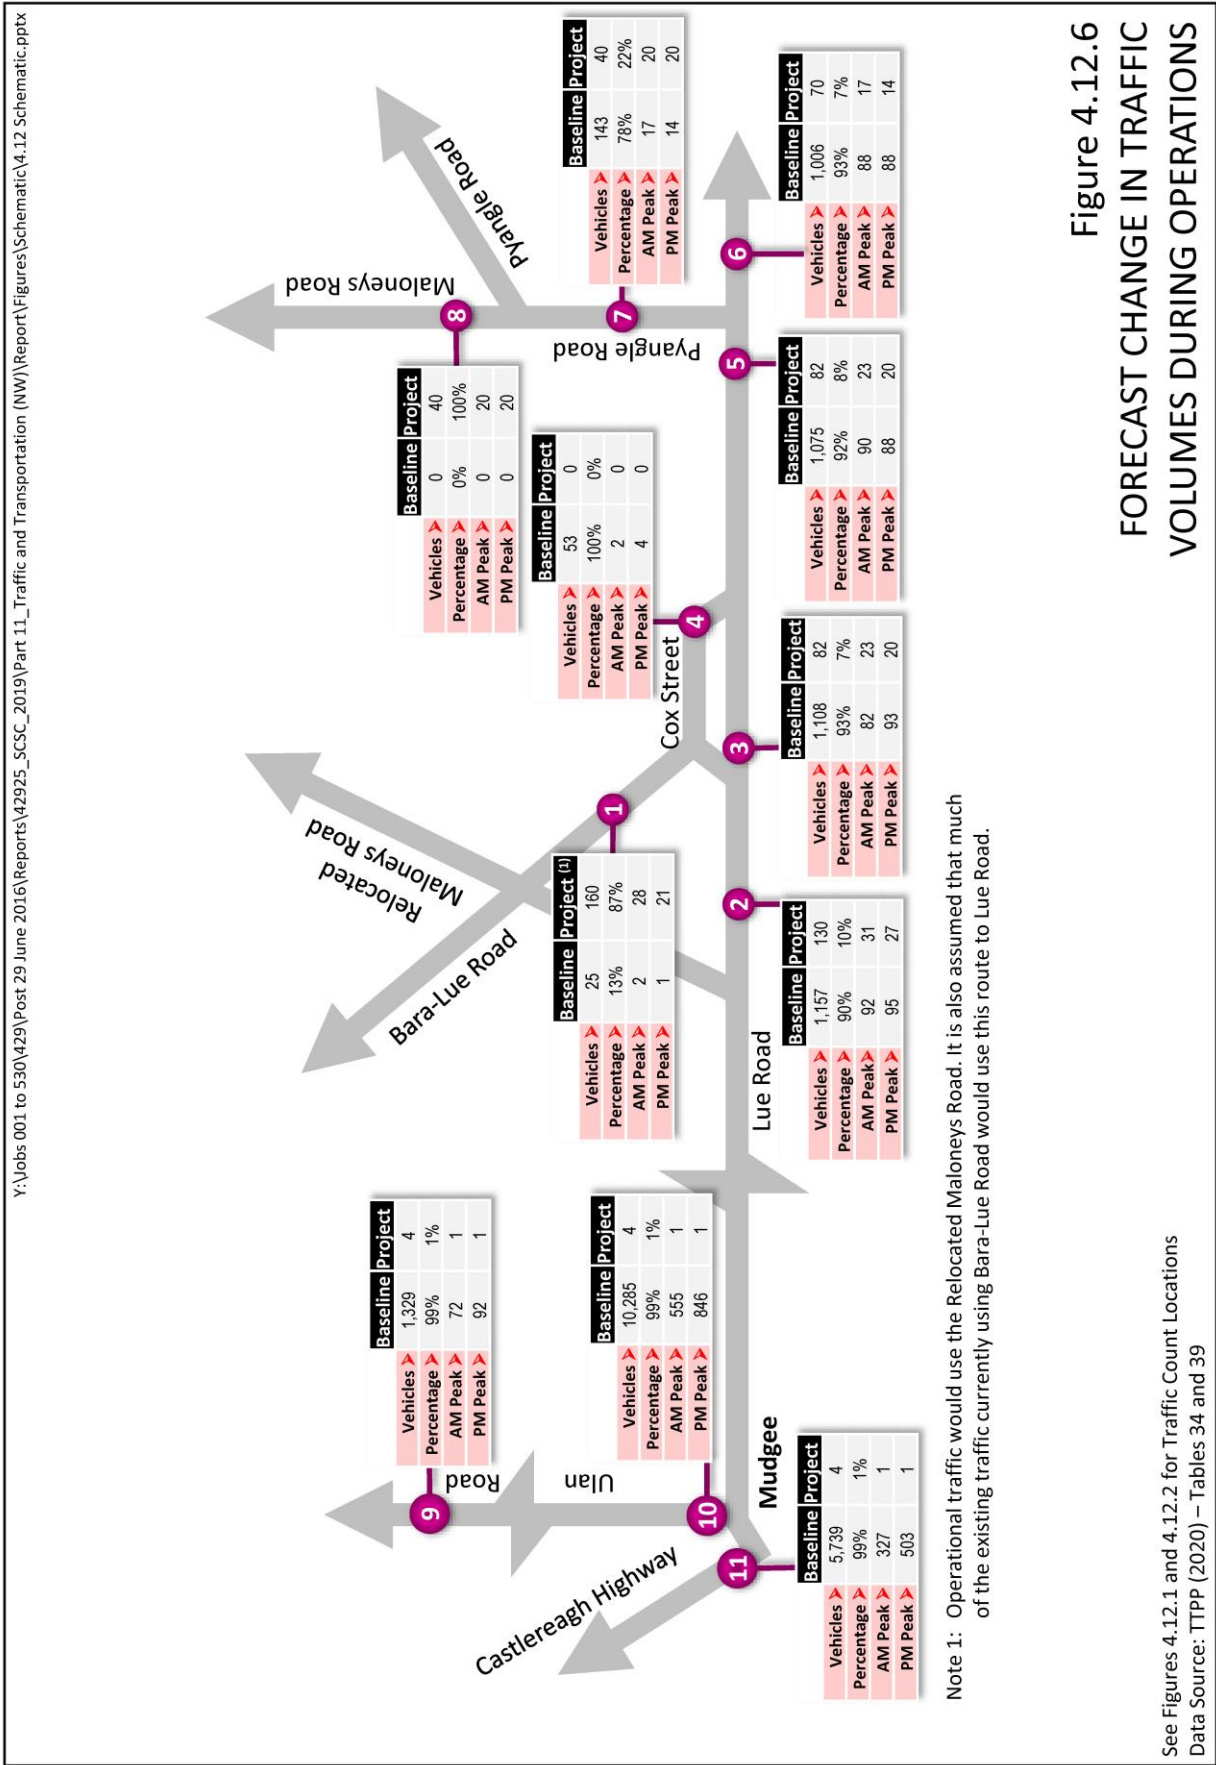 Y:\Jobs 001 to 530\429\Post 29 June 2016\Reports\42925_SCSC_2019\Part 11_Traffic and Transportation (NW)\Report\Figures\Schematic\4.12 Schematic.pptx
Baseline Project
Vehicles 1,329 4
Percentage 99% 1%
AM Peak 72 1
PM Peak 92 1
9
Road
Ulan
Baseline Project
Vehicles 10,285 4
Percentage 99% 1%
AM Peak 555 1
PM Peak 846 1
10
Castlereagh Highway
11
Mudgee
Baseline Project
Vehicles 5,739 4
Percentage 99% 1%
AM Peak 327 1
PM Peak 503 1
Bara-Lue Road
Relocated
Maloneys Road
Baseline Project (1)
Vehicles 25 160
Percentage 13% 87%
AM Peak 2 28
PM Peak 1 21
1
Lue Road
2
Baseline Project
Vehicles 1,157 130
Percentage 90% 10%
AM Peak 92 31
PM Peak 95 27
3
Baseline Project
Vehicles 1,108 82
Percentage 93% 7%
AM Peak 82 23
PM Peak 93 20
Cox Street
4
Baseline Project
Vehicles 53 0
Percentage 100% 0%
AM Peak 2 0
PM Peak 4 0
Baseline Project
Vehicles 0 40
Percentage 0% 100%
AM Peak 0 20
PM Peak 0 20
8
Maloneys Road
Pyangle Road
Pyangle Road
7
Baseline Project
Vehicles 143 40
Percentage 78% 22%
AM Peak 17 20
PM Peak 14 20
5
Baseline Project
Vehicles 1,075 82
Percentage 92% 8%
AM Peak 90 23
PM Peak 88 20
6
Baseline Project
Vehicles 1,006 70
Percentage 93% 7%
AM Peak 88 17
PM Peak 88 14
Note 1: Operational traffic would use the Relocated Maloneys Road. It is also assumed that much
of the existing traffic currently using Bara-Lue Road would use this route to Lue Road.
See Figures 4.12.1 and 4.12.2 for Traffic Count Locations
Data Source: TTPP (2020) – Tables 34 and 39
Figure 4.12.6
FORECAST CHANGE IN TRAFFIC
VOLUMES DURING OPERATIONS